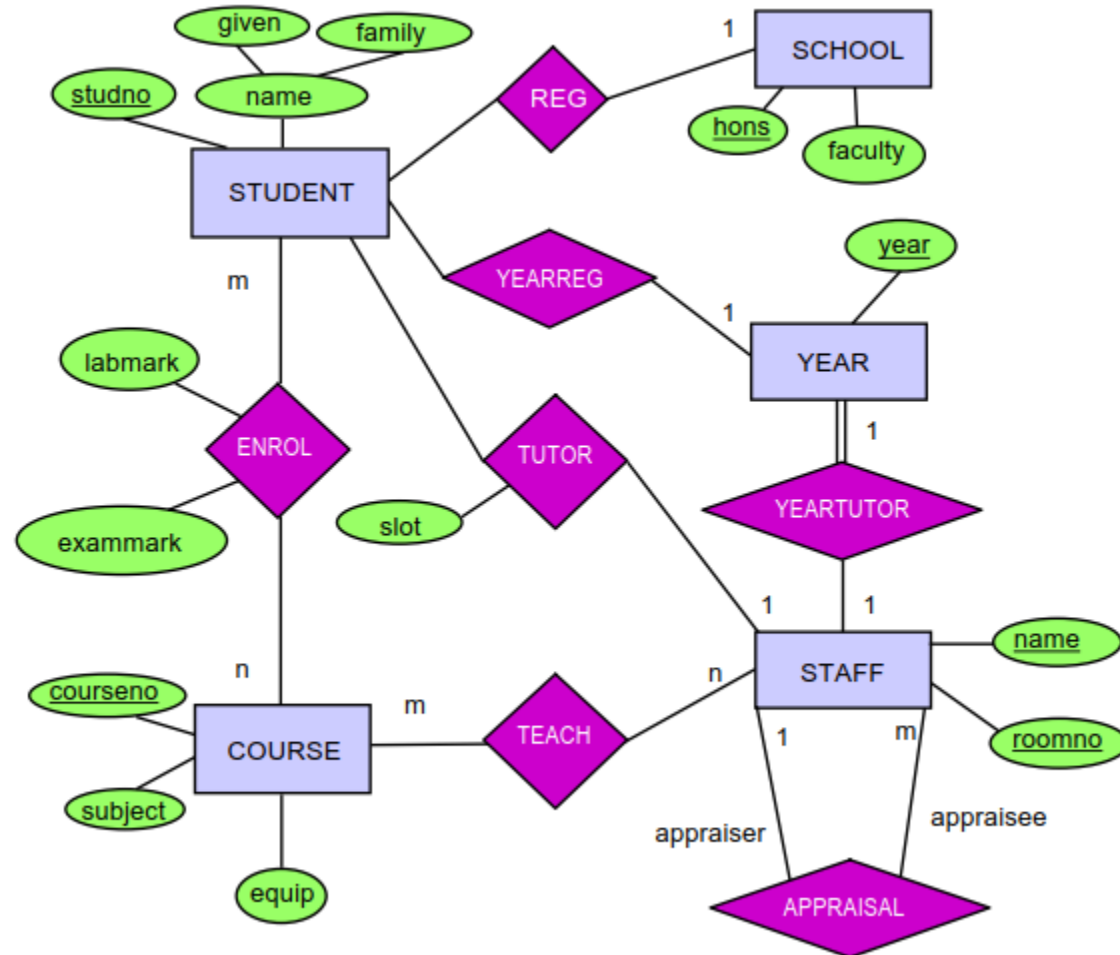 given
family
1
SCHOOL
studno
name
REG
hons
faculty
STUDENT
year
m
YEARREG
1
labmark
YEAR
1
ENROL
TUTOR
slot
YEARTUTOR
exammark
1
1
name
n
courseno
m
n
STAFF
COURSE
TEACH
1
m
roomno
subject
appraiser
appraisee
equip
APPRAISAL